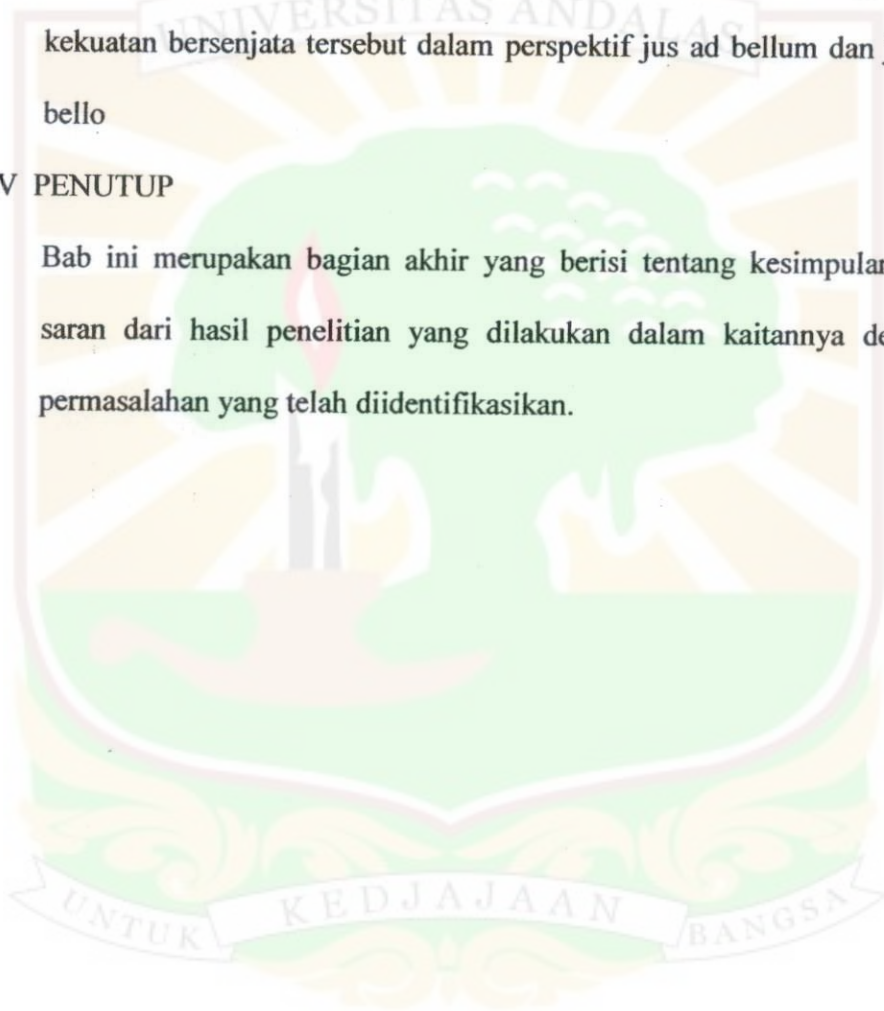 UNIVERSITAS ANDALAS
kekuatan bersenjata tersebut dalam perspektif jus ad bellum dan
bello
V PENUTUP
Bab ini merupakan bagian akhir yang berisi tentang kesimpulan
saran dari hasil penelitian yang dilakukan dalam kaitannya de
permasalahan yang telah diidentifikasikan.
UNTUK KEDJAJAAN BANGSA